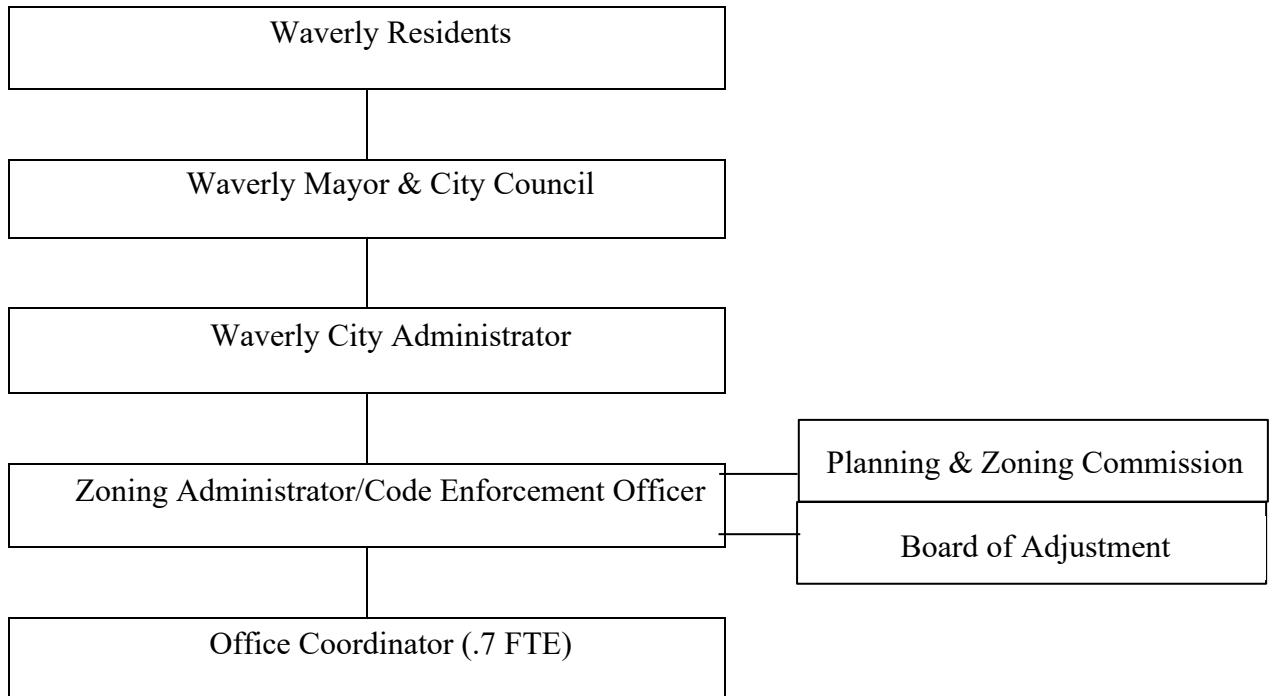 Waverly Residents
Waverly Mayor & City Council
Waverly City Administrator
Zoning Administrator/Code Enforcement Officer
Planning & Zoning Commission
Board of Adjustment
Office Coordinator (.7 FTE)